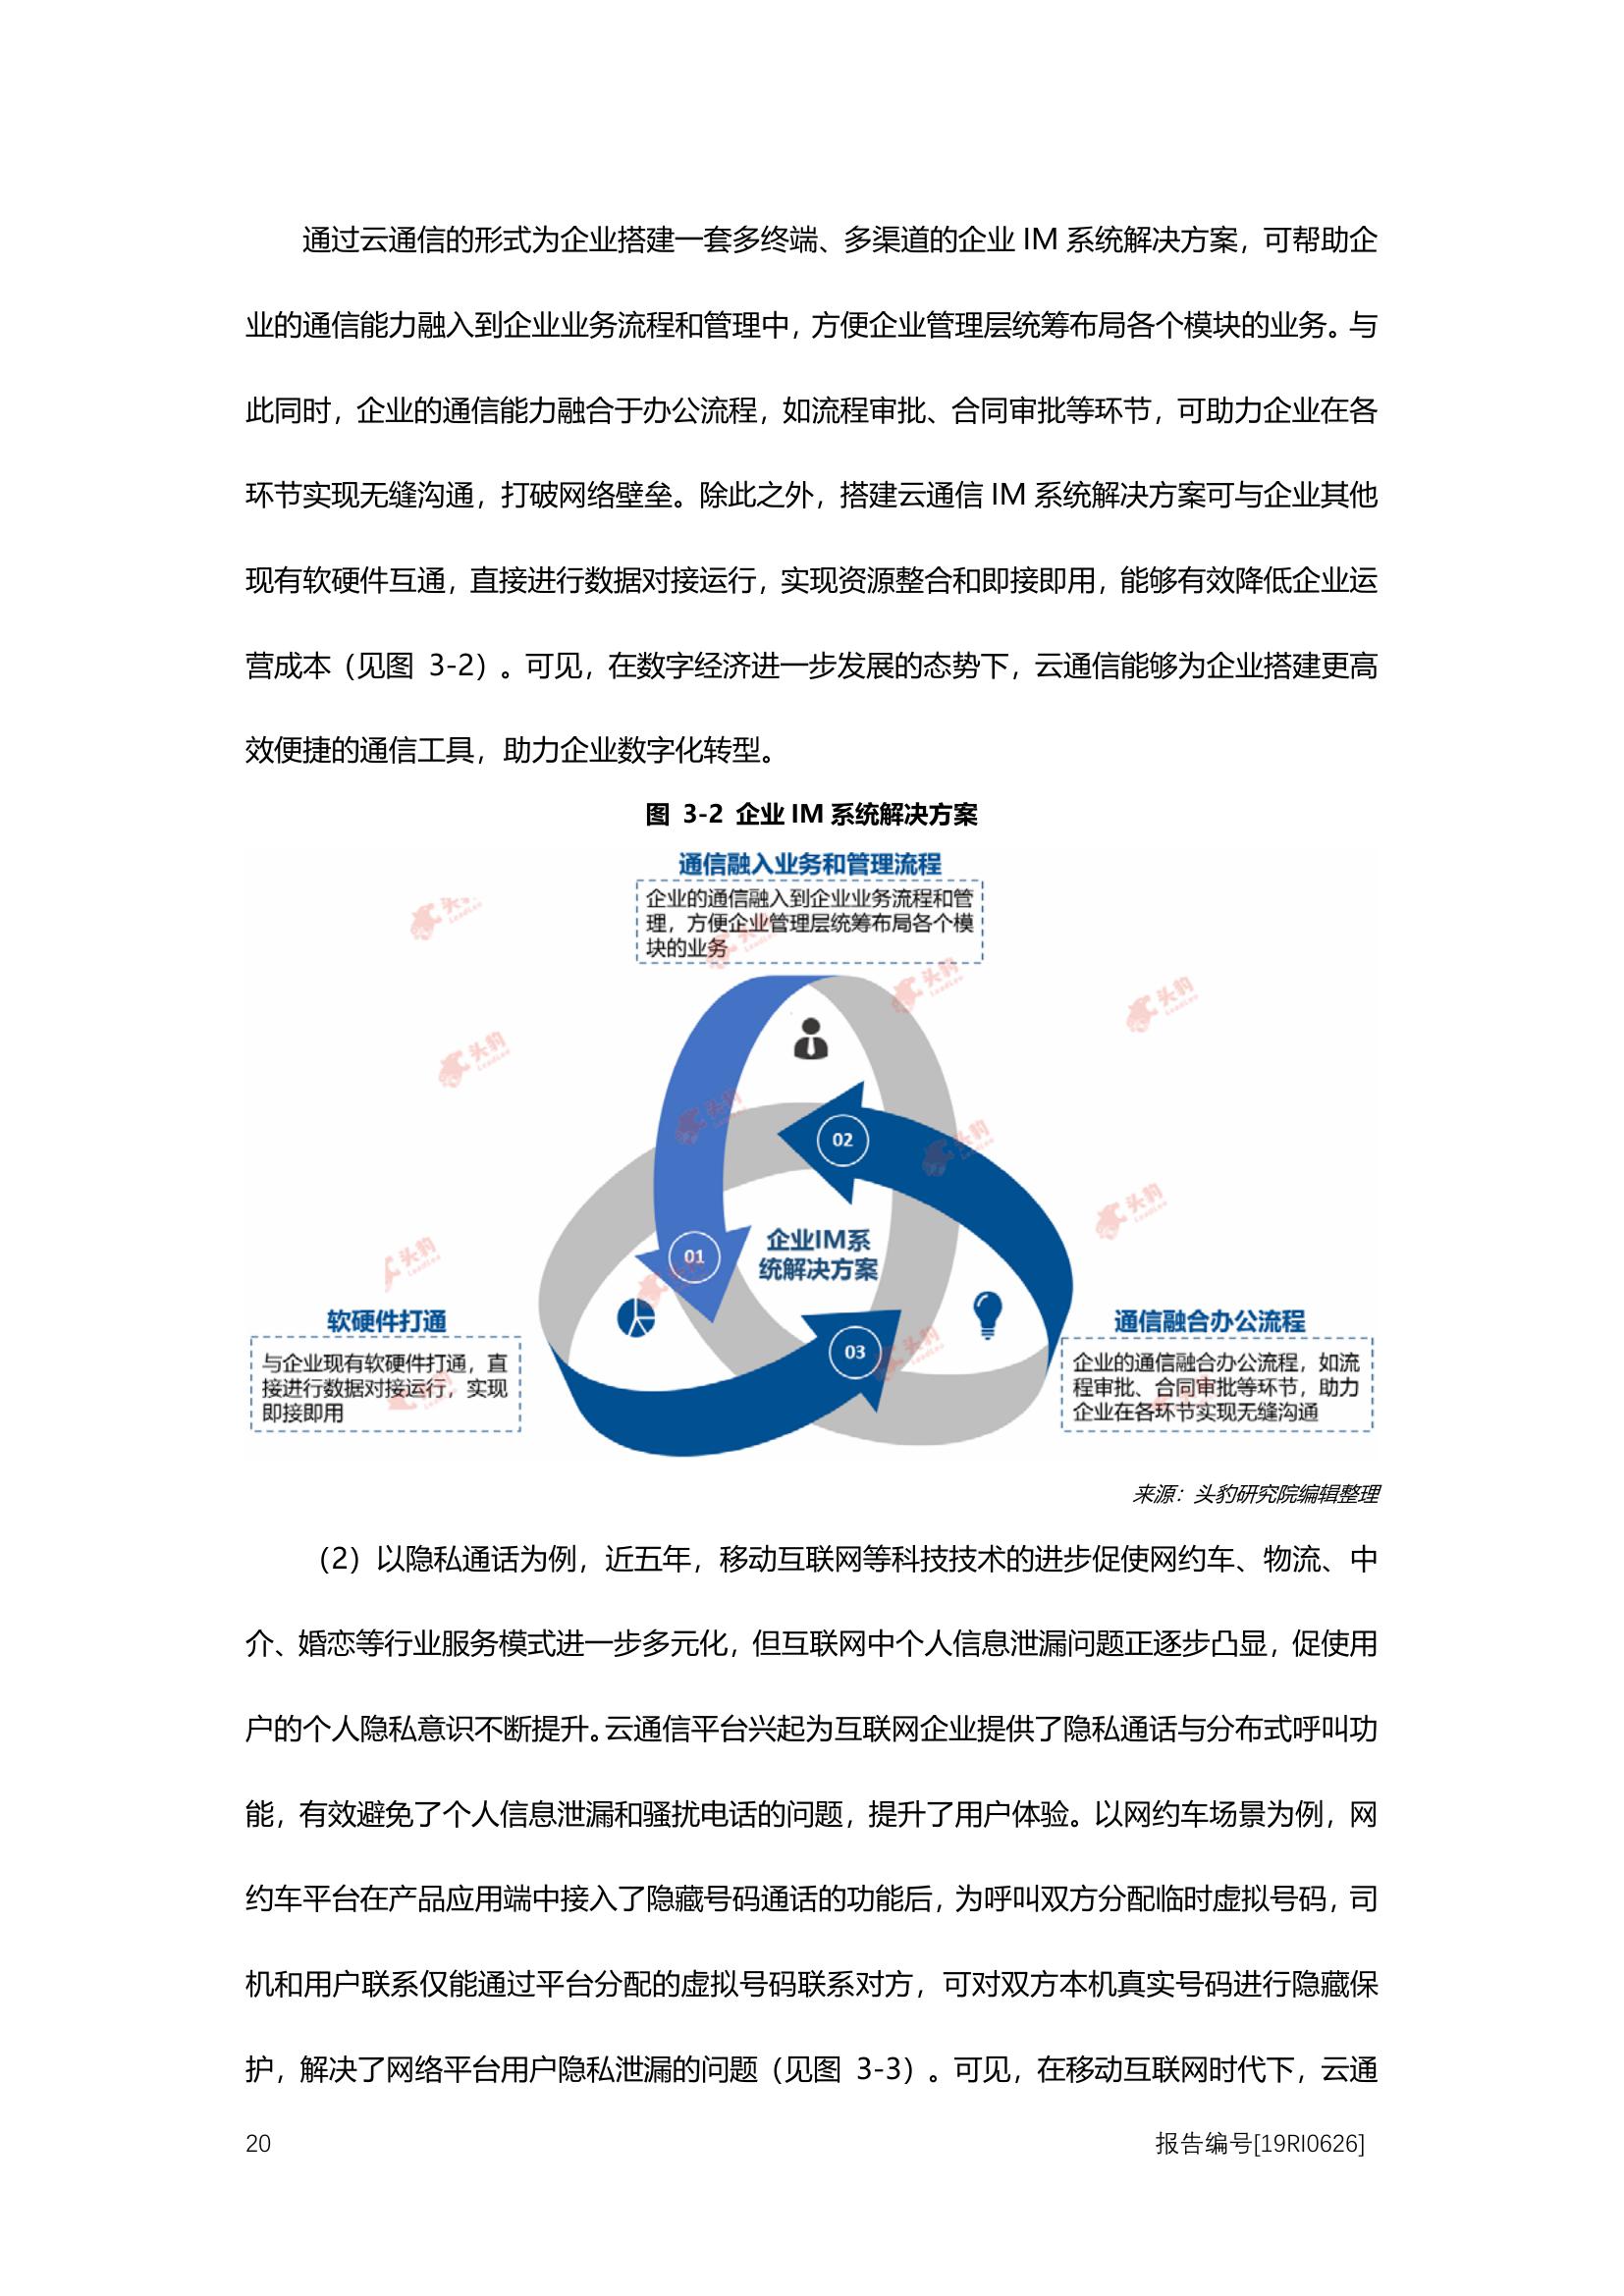 通过云通信的形式为企业搭建一套多终端、多渠道的企业 IM 系统解决方案，可帮助企
业的通信能力融入到企业业务流程和管理中，方便企业管理层统筹布局各个模块的业务。与
此同时，企业的通信能力融合于办公流程，如流程审批、合同审批等环节，可助力企业在各
环节实现无缝沟通，打破网络壁垒。除此之外，搭建云通信 IM 系统解决方案可与企业其他
现有软硬件互通，直接进行数据对接运行，实现资源整合和即接即用，能够有效降低企业运
营成本（见图 3-2）。可见，在数字经济进一步发展的态势下，云通信能够为企业搭建更高
效便捷的通信工具，助力企业数字化转型。
图 3-2 企业 IM 系统解决方案
通信融入业务和管理流程
企业的通信融入到企业业务流程和管
理，方便企业管理层统筹布局各个模
块的业务
02
01
企业IM系
统解决方案
03
软硬件打通
与企业现有软硬件打通，直
接进行数据对接运行，实现
即接即用
通信融合办公流程
企业的通信融合办公流程，如流
程审批、合同审批等环节，助力
企业在各环节实现无缝沟通
头豹
LeadLeo
来源：头豹研究院编辑整理
（2）以隐私通话为例，近五年，移动互联网等科技技术的进步促使网约车、物流、中
介、婚恋等行业服务模式进一步多元化，但互联网中个人信息泄漏问题正逐步凸显，促使用
户的个人隐私意识不断提升。云通信平台兴起为互联网企业提供了隐私通话与分布式呼叫功
能，有效避免了个人信息泄漏和骚扰电话的问题，提升了用户体验。以网约车场景为例，网
约车平台在产品应用端中接入了隐藏号码通话的功能后，为呼叫双方分配临时虚拟号码，司
机和用户联系仅能通过平台分配的虚拟号码联系对方，可对双方本机真实号码进行隐藏保
护，解决了网络平台用户隐私泄漏的问题（见图 3-3）。可见，在移动互联网时代下，云通
20
报告编号[19RI0626]